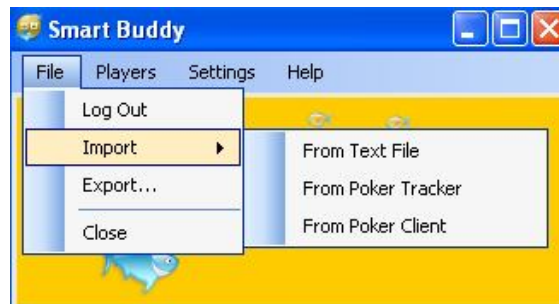 Smart Buddy
File Players Settings Help
Log Out
Import
From Text File
From Poker Tracker
From Poker Client
Export...
Close